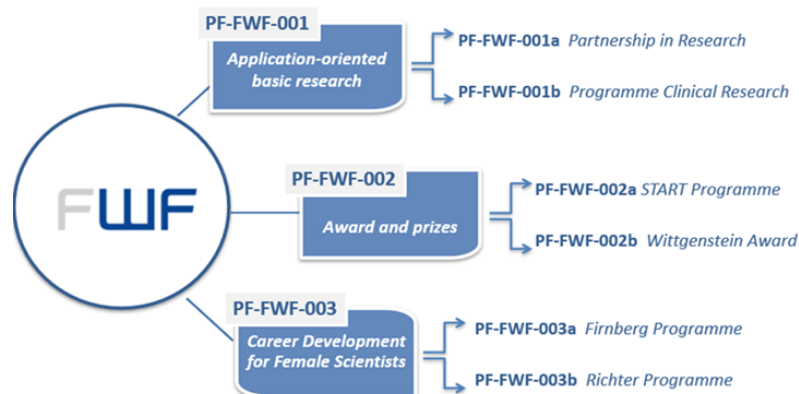 PF-FWF-001
Application-oriented
basic research
PF-FWF-001a Partnership in Research
PF-FWF-001b Programme Clinical Research
FWF
PF-FWF-002
Award and prizes
PF-FWF-002a START Programme
PF-FWF-002b Wittgenstein Award
PF-FWF-003
Career Development
for Female Scientists
PF-FWF-003a Firnberg Programme
PF-FWF-003b Richter Programme